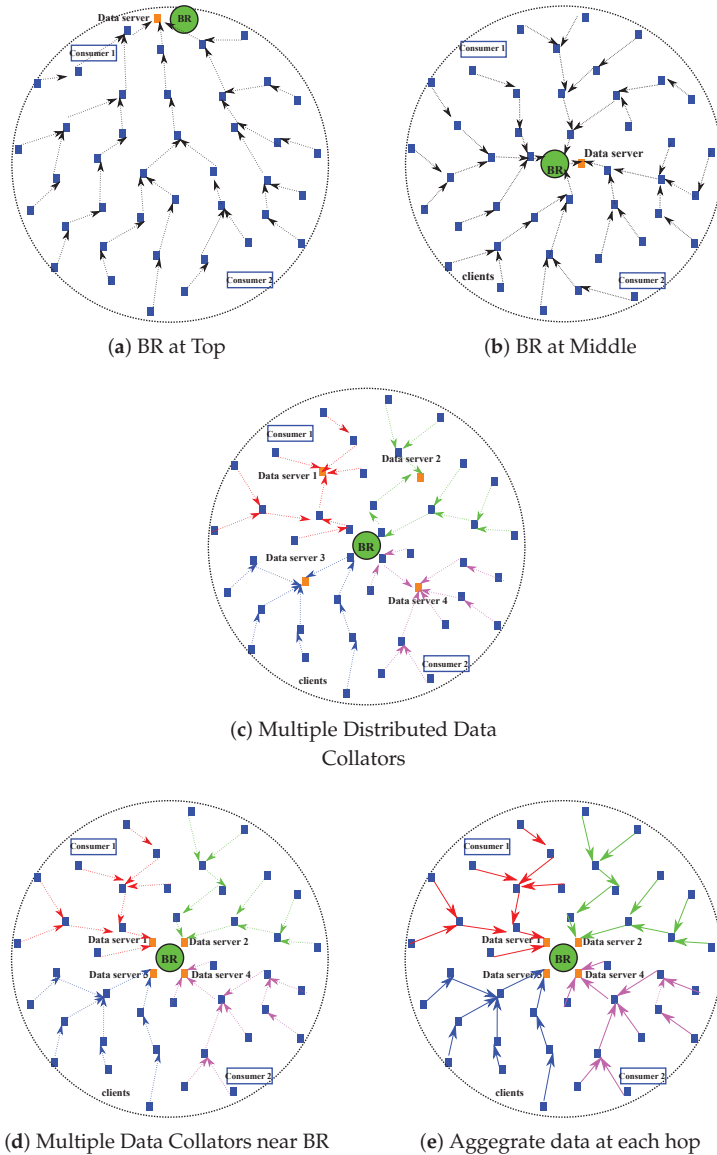 Data server
BR
Consumer 1
Consumer 2
(a) BR at Top
Consumer 1
Data server
BR
clients
Consumer 2
(b) BR at Middle
Consumer 1
Data server 2
Data server 1
BR
Data server 3
Data server 4
Consumer 2
clients
(c) Multiple Distributed Data
Collators
Consumer 1
Data server 1
Data server 2
BR
Data server 3
Data server 4
Consumer 2
clients
(d) Multiple Data Collators near BR
Consumer 1
Data server 1
Data server 2
BR
Data server 3
Data server 4
Consumer 2
clients
(e) Aggegrate data at each hop